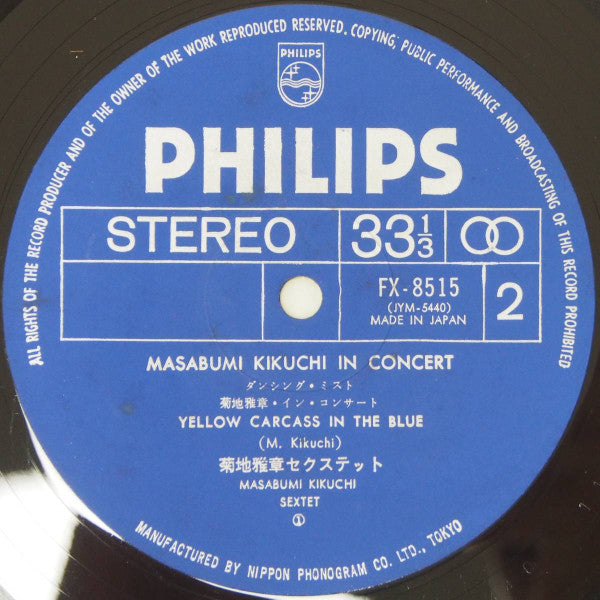 ALL RIGHTS OF THE RECORD PRODUCER AND OF THE OWNER OF THE WORK REPRODUCED RESERVED. COPYING, PUBLIC PERFORMANCE AND BROADCASTING OF THIS RECORD PROHIBITED
PHILIPS
PHILIPS
STEREO 33 1/3
FX-8515
(JYM-5440)
MADE IN JAPAN
2
MASABUMI KIKUCHI IN CONCERT
ダンシング・ミスト
菊地雅章・イン・コンサート
YELLOW CARCASS IN THE BLUE
(M. Kikuchi)
菊地雅章セクステット
MASABUMI KIKUCHI
SEXTET
①
MANUFACTURED BY NIPPON PHONOGRAM CO. LTD., TOKYO